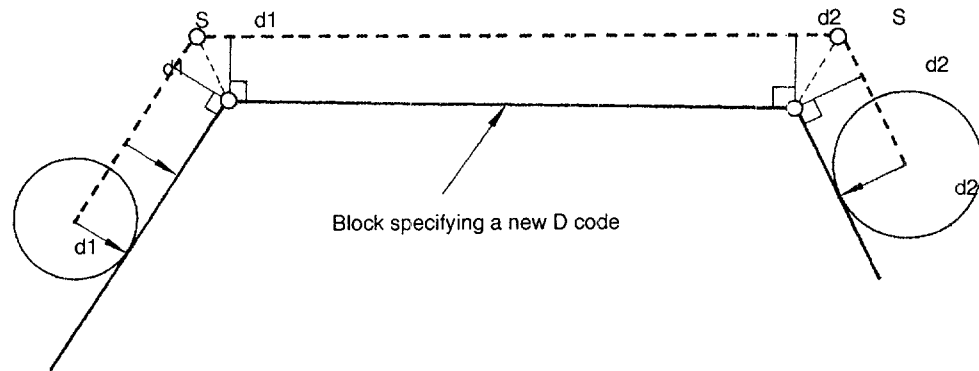 S d1 d2 S
d1 d2
d2
Block specifying a new D code
d1